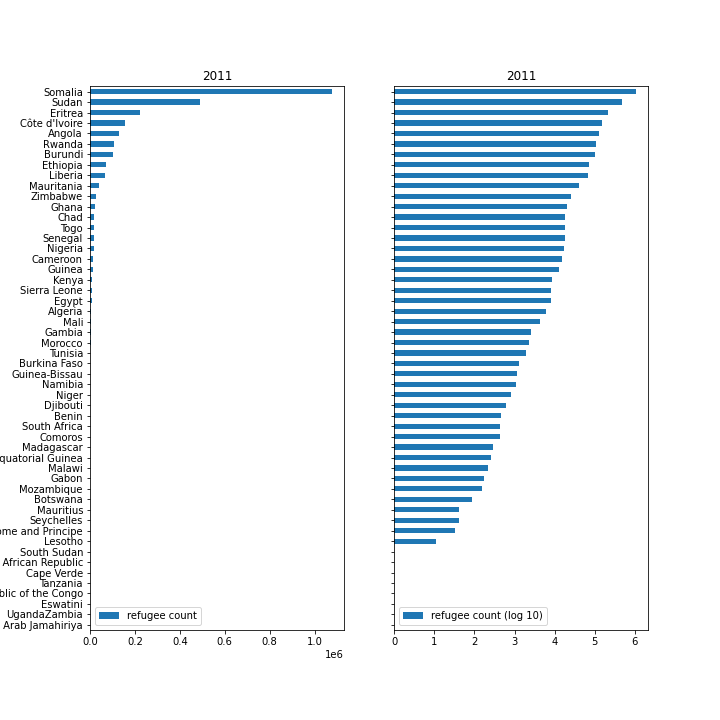 2011
2011
Somalia
Sudan
Eritrea
Côte d'Ivoire
Angola
Rwanda
Burundi
Ethiopia
Liberia
Mauritania
Zimbabwe
Ghana
Chad
Togo
Senegal
Nigeria
Cameroon
Guinea
Kenya
Sierra Leone
Egypt
Algeria
Mali
Gambia
Morocco
Tunisia
Burkina Faso
Guinea-Bissau
Namibia
Niger
Djibouti
Benin
South Africa
Comoros
Madagascar
quatorial Guinea
Malawi
Gabon
Mozambique
Botswana
Mauritius
Seychelles
ome and Principe
Lesotho
South Sudan
African Republic
Cape Verde
Tanzania
blic of the Congo
Eswatini
UgandaZambia
Arab Jamahiriya
refugee count
refugee count (log 10)
0.0 0.2 0.4 0.6 0.8 1.0
1e6
0 1 2 3 4 5 6